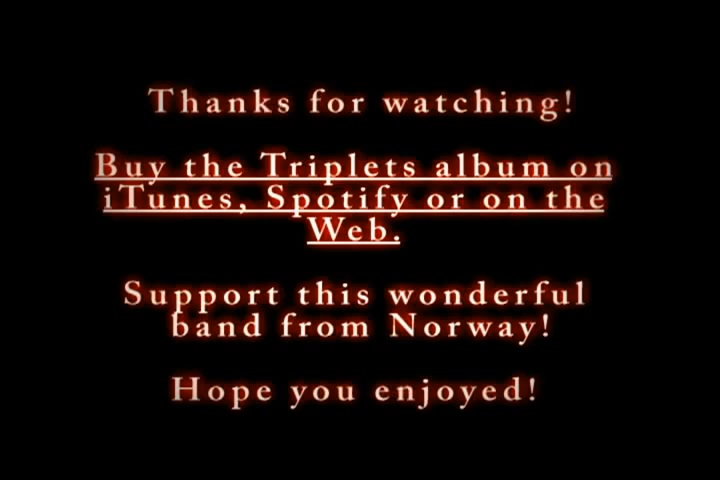 Thanks for watching!
Buy the Triplets album on
iTunes, Spotify or on the
Web.
Support this wonderful
band from Norway!
Hope you enjoyed!